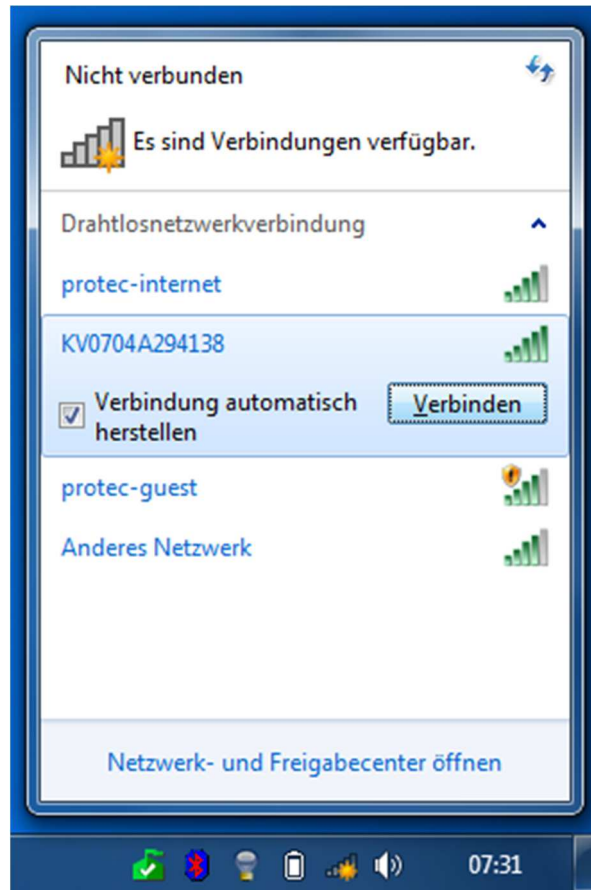 Nicht verbunden
Es sind Verbindungen verfügbar.
Drahtlosnetzwerkverbindung
protec-internet
KV0704A294138
Verbindung automatisch
herstellen
Verbinden
protec-guest
Anderes Netzwerk
Netzwerk- und Freigabecenter öffnen
07:31